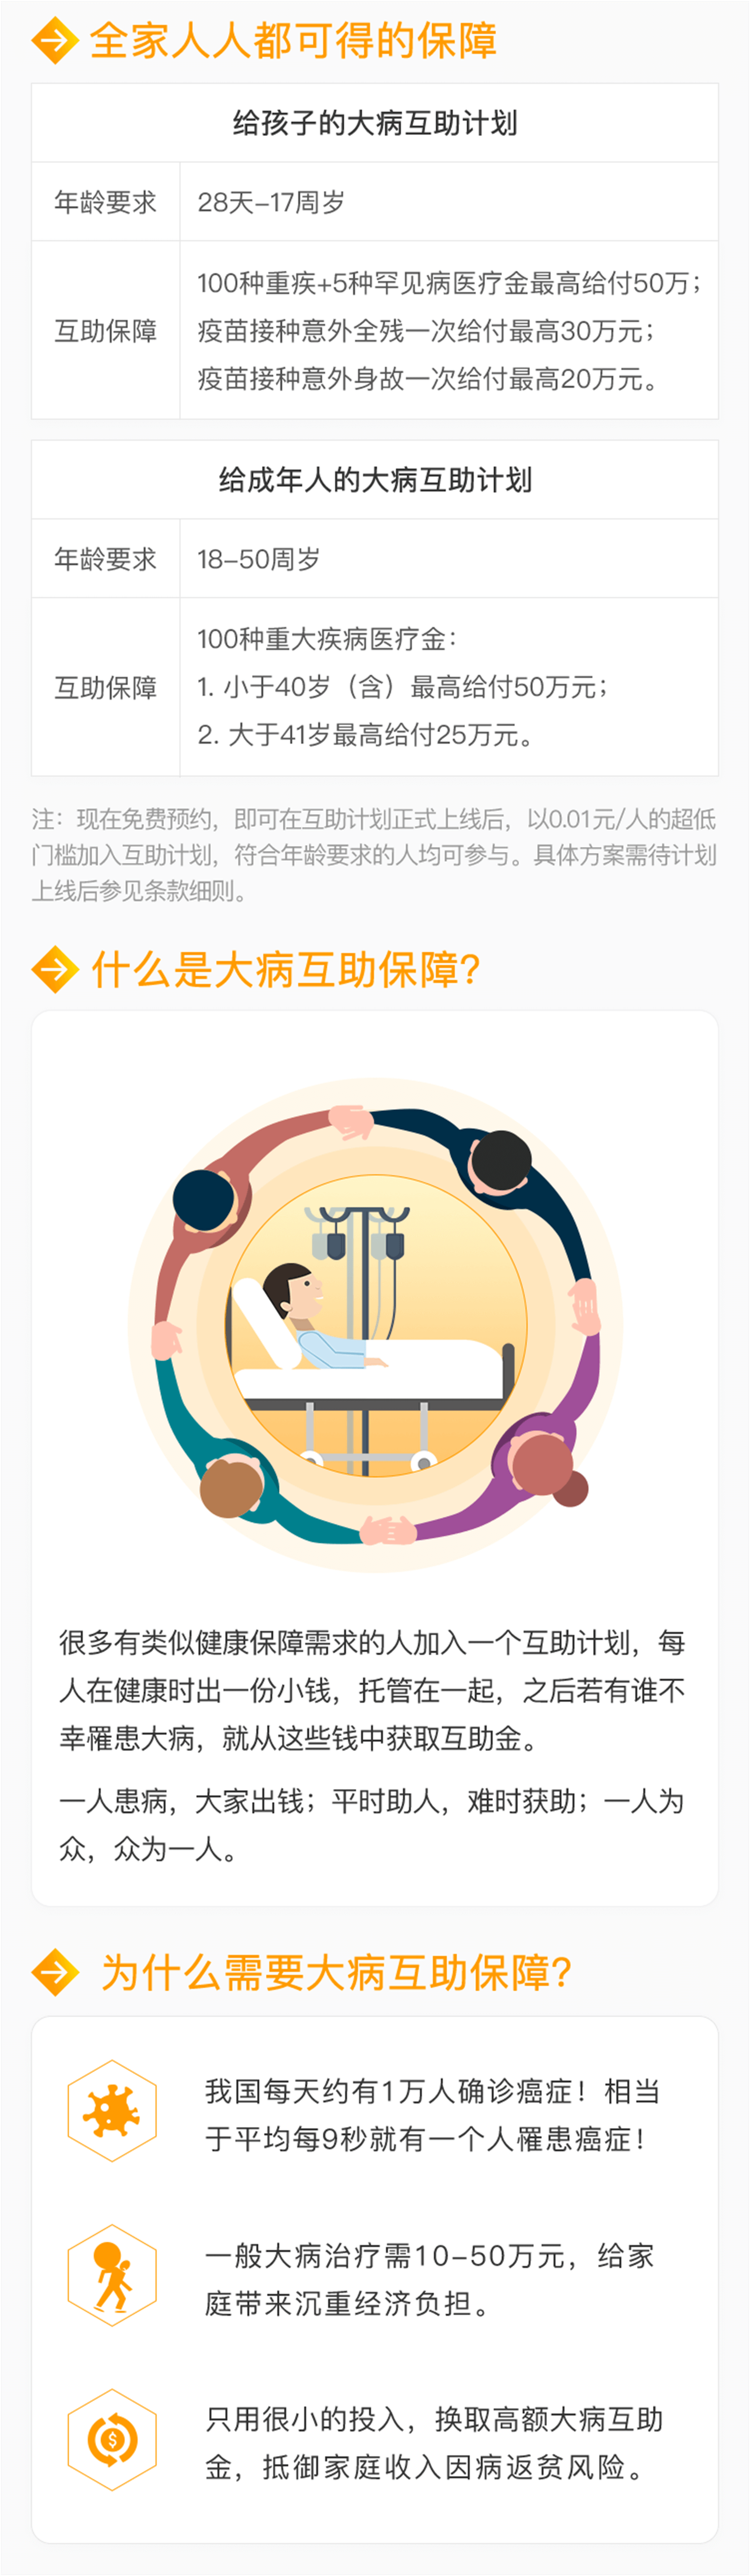 全家人人都可得的保障
给孩子的大病互助计划
年龄要求
28天-17周岁
互助保障
100种重疾+5种罕见病医疗金最高给付50万；
疫苗接种意外全残一次给付最高30万元；
疫苗接种意外身故一次给付最高20万元。
给成年人的大病互助计划
年龄要求
18-50周岁
互助保障
100种重大疾病医疗金：
1. 小于40岁（含）最高给付50万元；
2. 大于41岁最高给付25万元。
注：现在免费预约，即可在互助计划正式上线后，以0.01元/人的超低
门槛加入互助计划，符合年龄要求的人均可参与。具体方案需待计划
上线后参见条款细则。
什么是大病互助保障？
很多有类似健康保障需求的人加入一个互助计划，每
人在健康时出一份小钱，托管在一起，之后若有谁不
幸罹患大病，就从这些钱中获取互助金。
一人患病，大家出钱；平时助人，难时获助；一人为
众，众为一人。
为什么需要大病互助保障？
我国每天约有1万人确诊癌症！相当
于平均每9秒就有一个人罹患癌症！
一般大病治疗需10-50万元，给家
庭带来沉重经济负担。
$
只用很小的投入，换取高额大病互助
金，抵御家庭收入因病返贫风险。